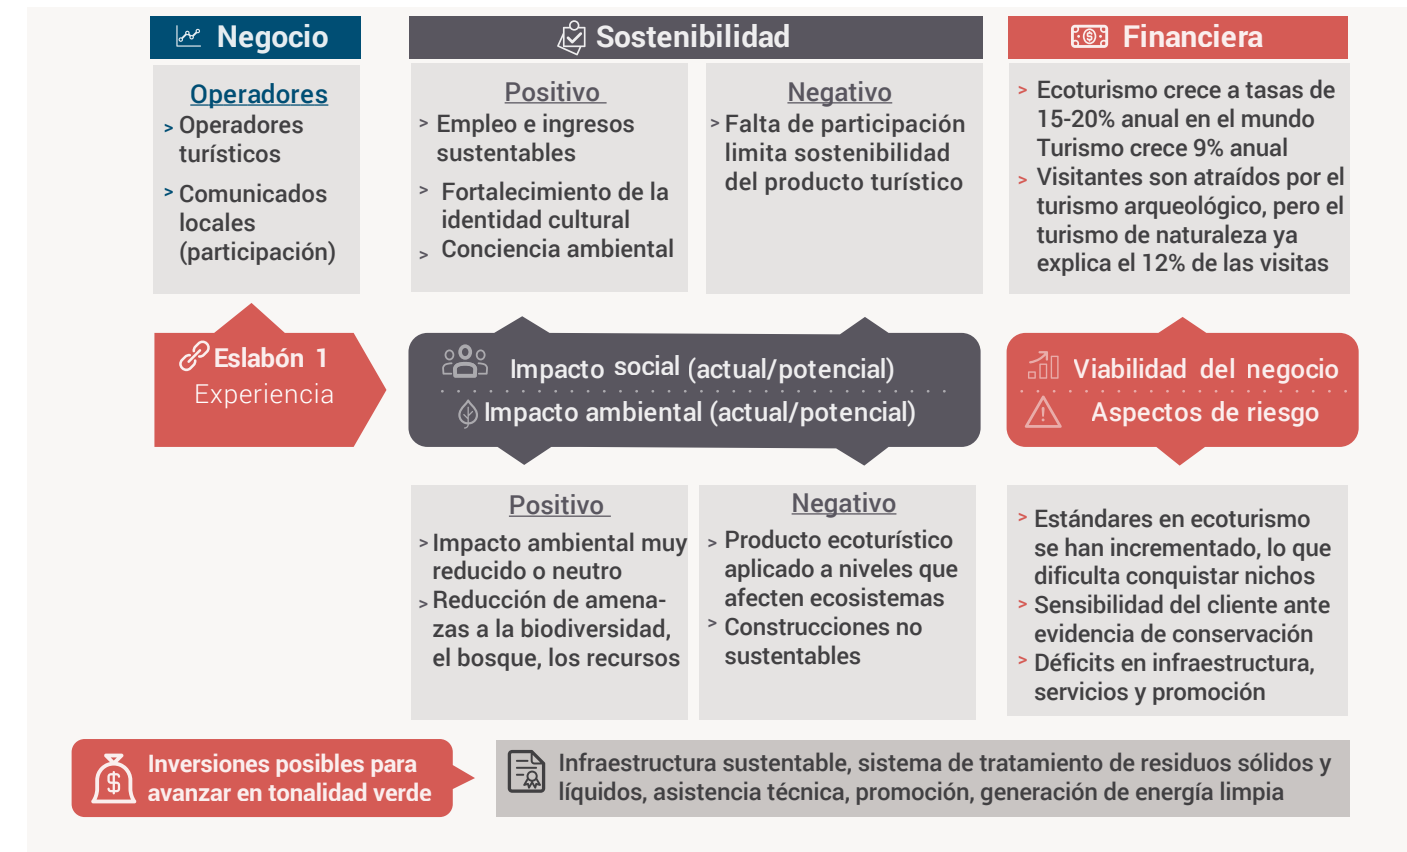 Negocio
Operadores
> Operadores
turísticos
> Comunicados
locales
(participación)
Eslabón 1
Experiencia
Sostenibilidad
Positivo
> Empleo e ingresos
sustentables
> Fortalecimiento de la
identidad cultural
> Conciencia ambiental
Negativo
> Falta de participación
limita sostenibilidad
del producto turístico
Impacto social (actual/potencial)
Impacto ambiental (actual/potencial)
Positivo
> Impacto ambiental muy
reducido o neutro
> Reducción de amena-
zas a la biodiversidad,
el bosque, los recursos
Negativo
> Producto ecoturístico
aplicado a niveles que
afecten ecosistemas
> Construcciones no
sustentables
Financiera
> Ecoturismo crece a tasas de
15-20% anual en el mundo
Turismo crece 9% anual
> Visitantes son atraídos por el
turismo arqueológico, pero el
turismo de naturaleza ya
explica el 12% de las visitas
Viabilidad del negocio
Aspectos de riesgo
> Estándares en ecoturismo
se han incrementado, lo que
dificulta conquistar nichos
> Sensibilidad del cliente ante
evidencia de conservación
> Déficits en infraestructura,
servicios y promoción
Inversiones posibles para
avanzar en tonalidad verde
Infraestructura sustentable, sistema de tratamiento de residuos sólidos y
líquidos, asistencia técnica, promoción, generación de energía limpia